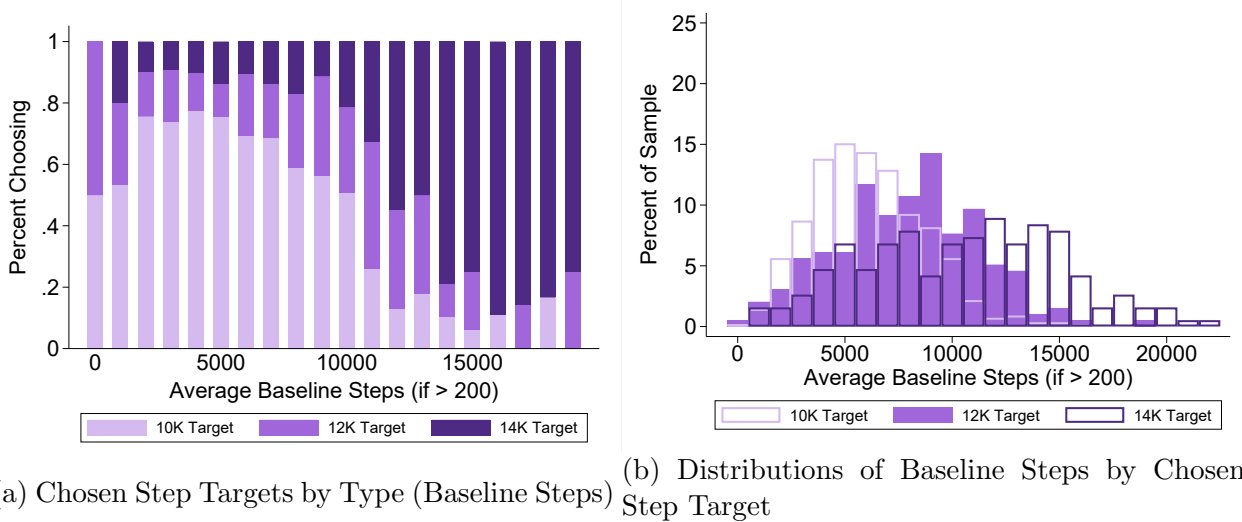 Percent Choosing
1
.8
.6
.4
.2
0
0 5000 10000 15000
Average Baseline Steps (if > 200)
10K Target 12K Target 14K Target
a) Chosen Step Targets by Type (Baseline Steps)
Percent of Sample
25
20
15
10
5
0
0 5000 10000 15000 20000
Average Baseline Steps (if > 200)
10K Target 12K Target 14K Target
(b) Distributions of Baseline Steps by Chosen
Step Target